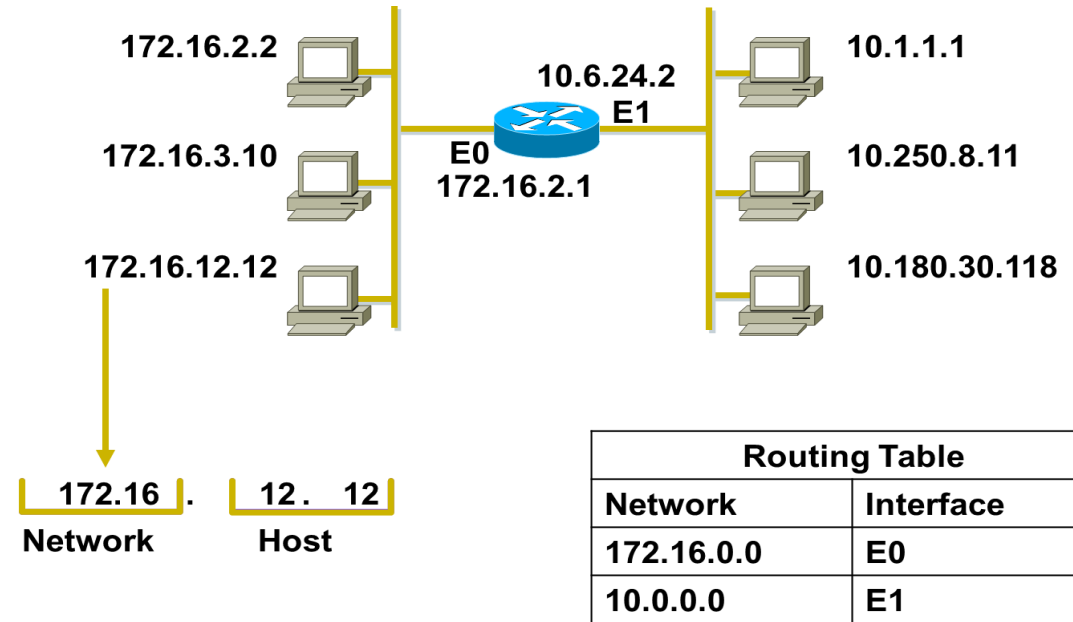 172.16.2.2
10.1.1.1
10.6.24.2
E1
172.16.3.10
E0
10.250.8.11
172.16.2.1
172.16.12.12
10.180.30.118
172.16 . 12 . 12
Network Host
Routing Table
Network Interface
172.16.0.0 E0
10.0.0.0 E1